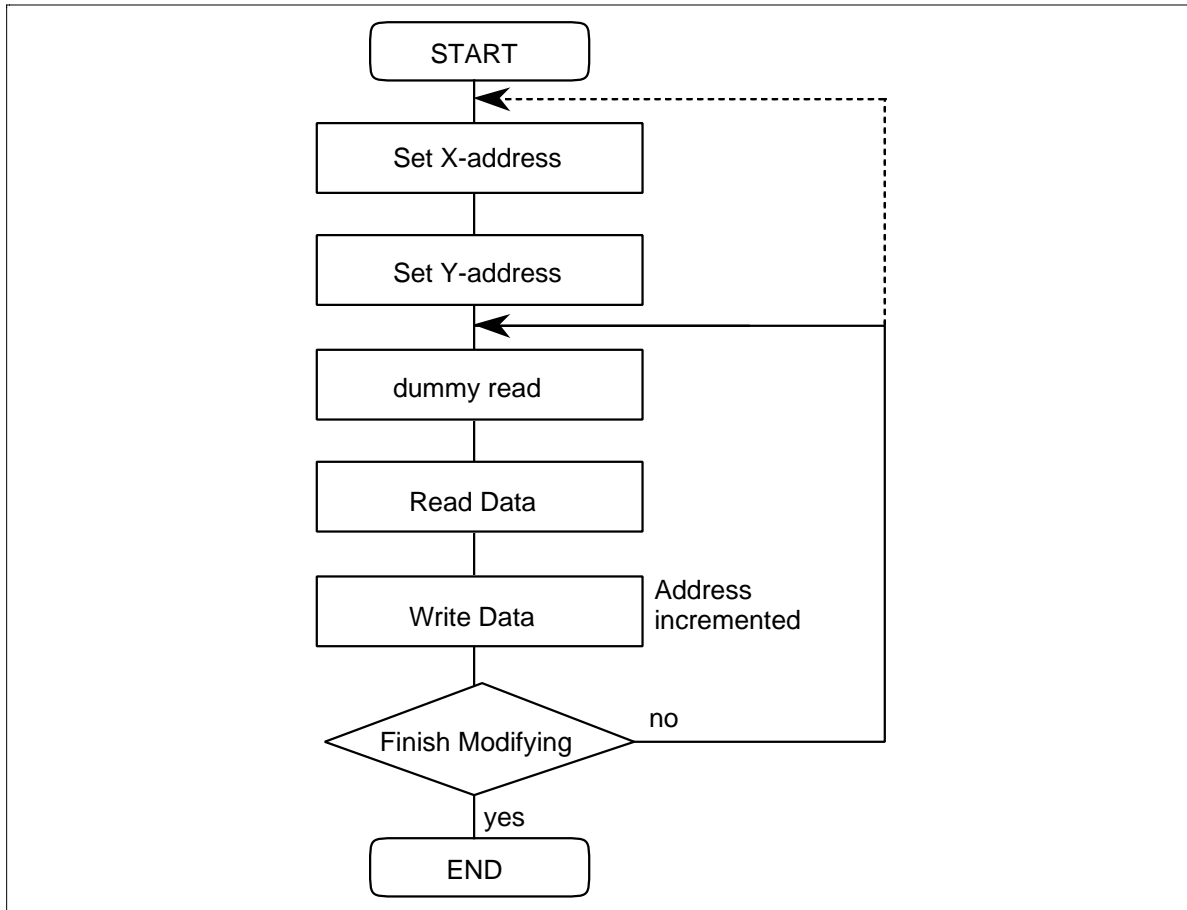 START
Set X-address
Set Y-address
dummy read
Read Data
Write Data
Address
incremented
Finish Modifying
no
yes
END